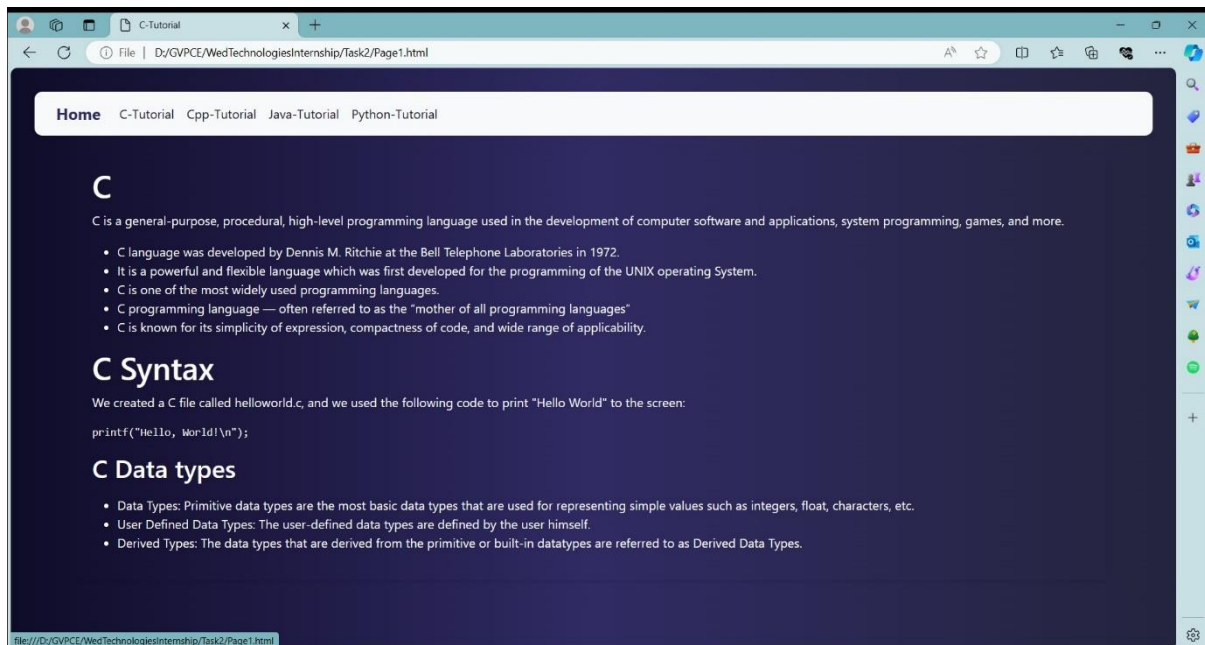 C-Tutorial
File | D:/GVPCE/WedTechnologiesInternship/Task2/Page1.html
Home C-Tutorial Cpp-Tutorial Java-Tutorial Python-Tutorial
C
C is a general-purpose, procedural, high-level programming language used in the development of computer software and applications, system programming, games, and more.
• C language was developed by Dennis M. Ritchie at the Bell Telephone Laboratories in 1972.
• It is a powerful and flexible language which was first developed for the programming of the UNIX operating System.
• C is one of the most widely used programming languages.
• C programming language — often referred to as the “mother of all programming languages”
• C is known for its simplicity of expression, compactness of code, and wide range of applicability.
C Syntax
We created a C file called helloworld.c, and we used the following code to print "Hello World" to the screen:
printf("Hello, World!\n");
C Data types
• Data Types: Primitive data types are the most basic data types that are used for representing simple values such as integers, float, characters, etc.
• User Defined Data Types: The user-defined data types are defined by the user himself.
• Derived Types: The data types that are derived from the primitive or built-in datatypes are referred to as Derived Data Types.
file:///D:/GVPCE/WedTechnologiesInternship/Task2/Page1.html